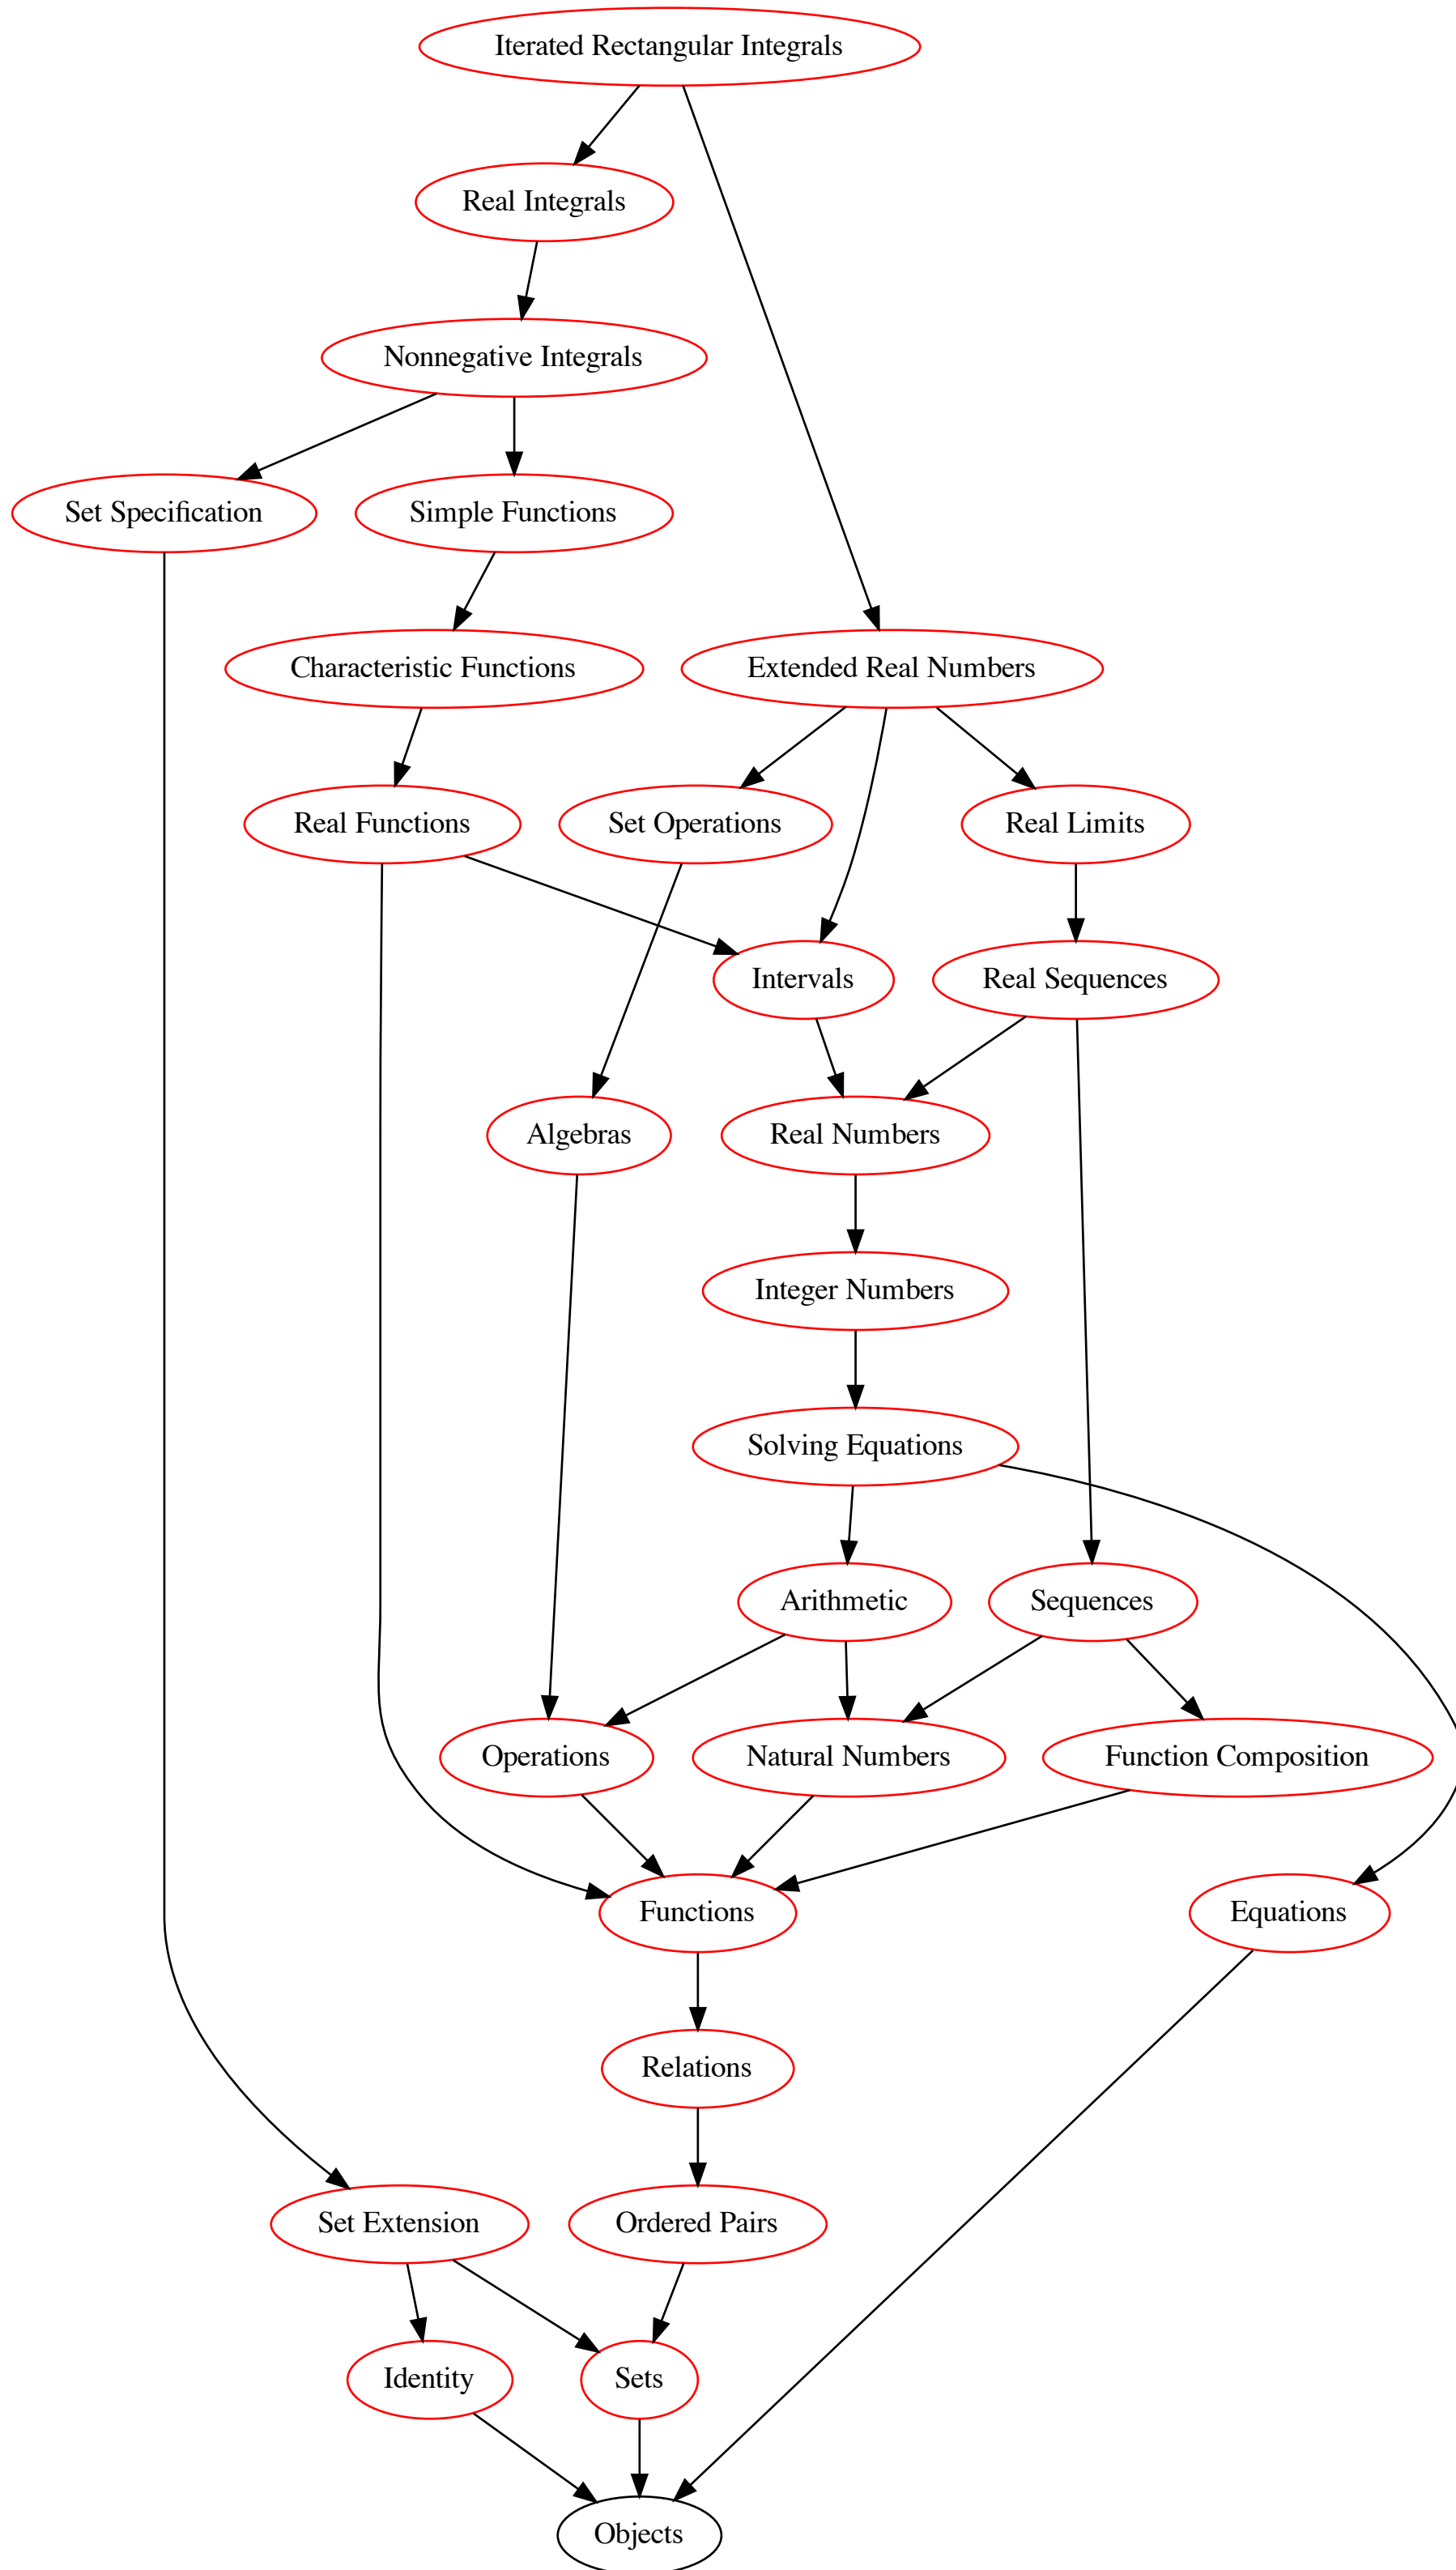 Iterated Rectangular Integrals
Real Integrals
Nonnegative Integrals
Set Specification
Simple Functions
Characteristic Functions
Extended Real Numbers
Real Functions
Set Operations
Real Limits
Intervals
Real Sequences
Algebras
Real Numbers
Integer Numbers
Solving Equations
Arithmetic
Sequences
Operations
Natural Numbers
Function Composition
Functions
Equations
Relations
Set Extension
Ordered Pairs
Identity
Sets
Objects